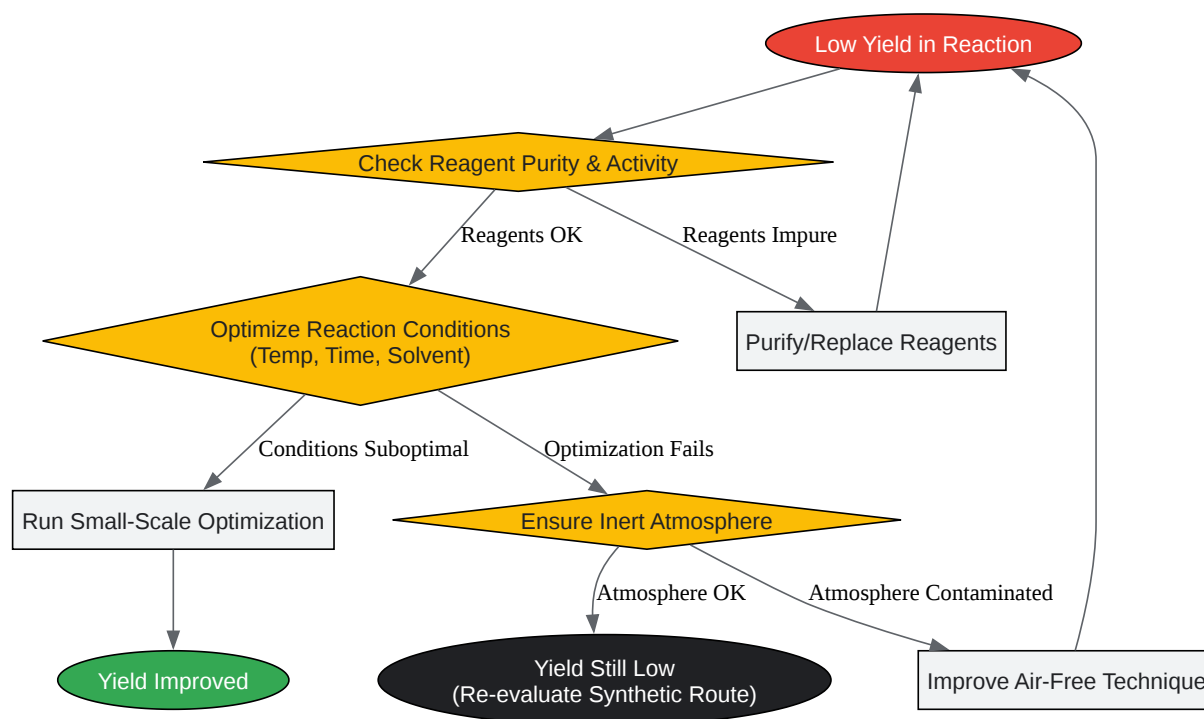 Low Yield in Reaction
Check Reagent Purity & Activity
Reagents OK
Reagents Impure
Optimize Reaction Conditions
(Temp, Time, Solvent)
Purify/Replace Reagents
Conditions Suboptimal
Optimization Fails
Run Small-Scale Optimization
Ensure Inert Atmosphere
Atmosphere OK
Atmosphere Contaminated
Yield Improved
Yield Still Low
(Re-evaluate Synthetic Route)
Improve Air-Free Technique